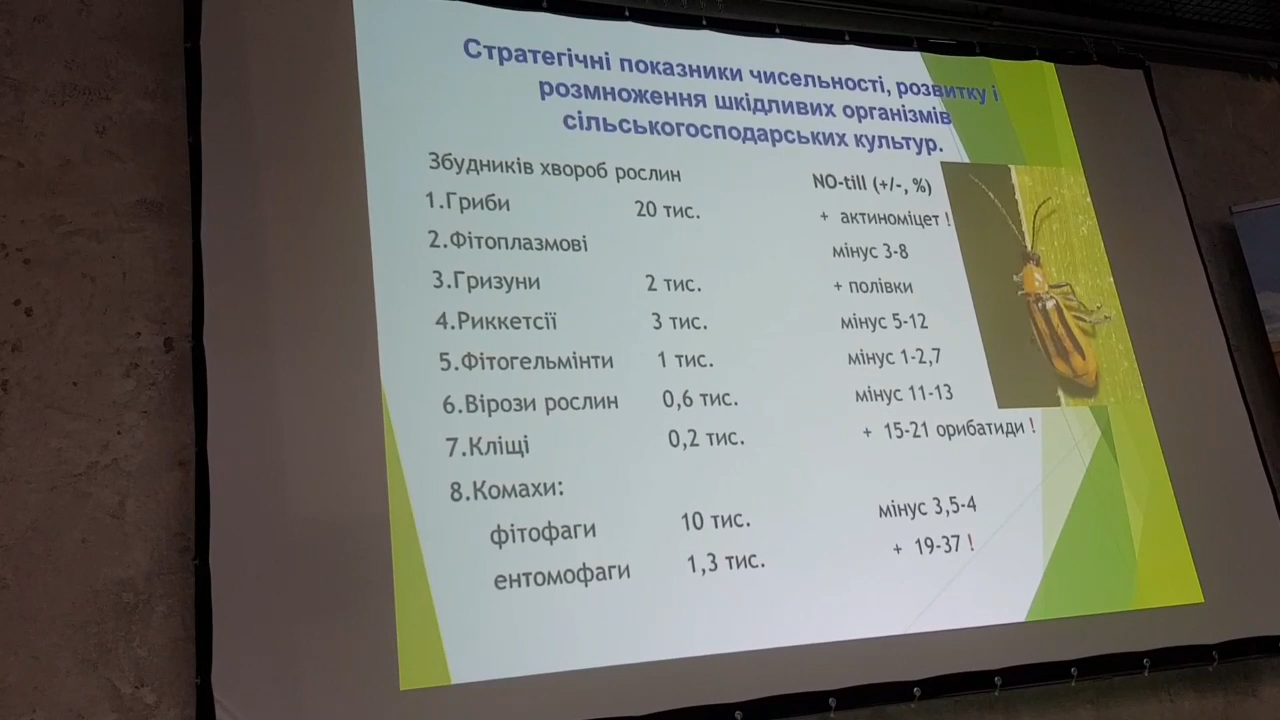 Стратегічні показники чисельності, розвитку і
розмноження шкідливих організмів
сільськогосподарських культур.
Збудників хвороб рослин NO-till (+/-, %)
1.Гриби 20 тис. + актиноміцет !
2.Фітоплазмові мінус 3-8
3.Гризуни 2 тис. + полівки
4.Риккетсії 3 тис. мінус 5-12
5.Фітогельмінти 1 тис. мінус 1-2,7
6.Вірози рослин 0,6 тис. мінус 11-13
7.Кліщі 0,2 тис. + 15-21 орибатиди !
8.Комахи:
фітофаги 10 тис. мінус 3,5-4
ентомофаги 1,3 тис. + 19-37 !